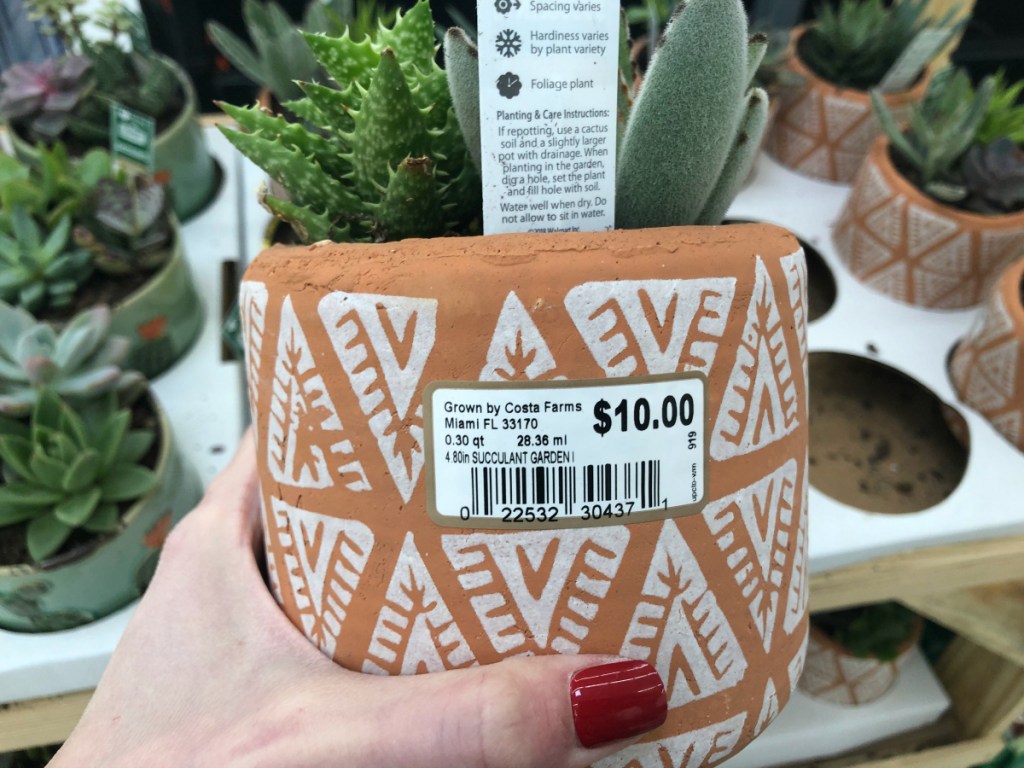 Spacing varies
Hardiness varies
by plant variety
Foliage plant
Planting & Care Instructions:
If repotting, use a cactus
soil and a slightly larger
pot with drainage. When
planting in the garden,
dig a hole, set the plant
and fill hole with soil.
Water well when dry. Do
not allow to sit in water.
Grown by Costa Farms
Miami FL 33170
0.30 qt 28.36 ml
4.80in SUCCULANT GARDEN I
$10.00
919
upcto-wm
0 22532 30437 1